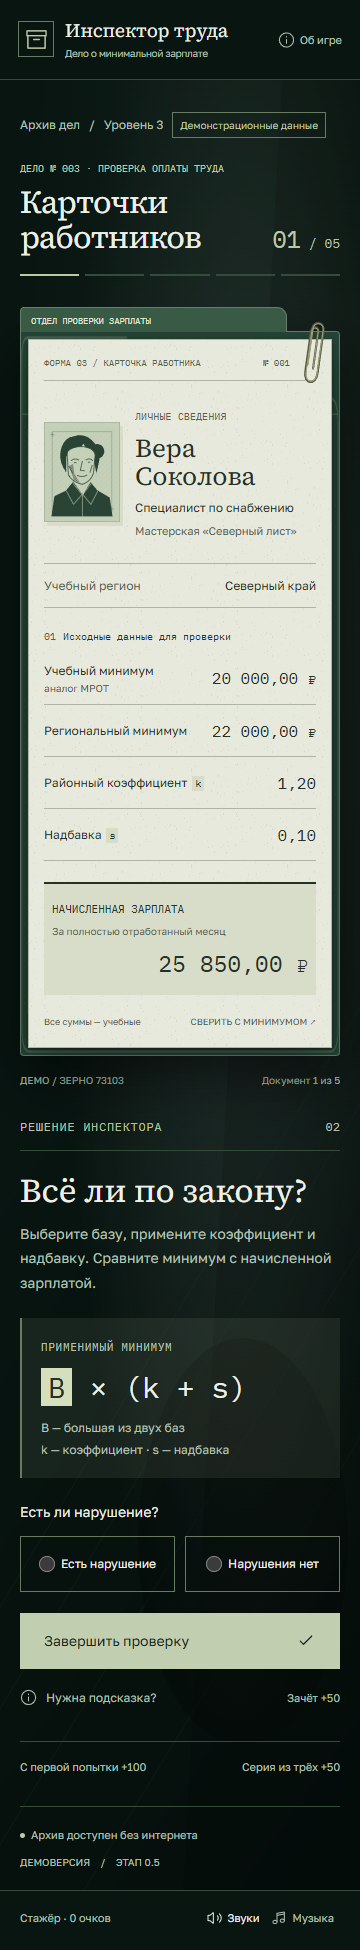 Инспектор труда
Дело о минимальной зарплате
Об игре
Архив дел / Уровень 3 Демонстрационные данные
ДЕЛО № 003 · ПРОВЕРКА ОПЛАТЫ ТРУДА
Карточки
работников
01 / 05
ОТДЕЛ ПРОВЕРКИ ЗАРПЛАТЫ
ФОРМА 03 / КАРТОЧКА РАБОТНИКА № 001
ЛИЧНЫЕ СВЕДЕНИЯ
Вера
Соколова
Специалист по снабжению
Мастерская «Северный лист»
Учебный регион Северный край
01 Исходные данные для проверки
Учебный минимум 20 000,00 ₽
аналог МРОТ
Региональный минимум 22 000,00 ₽
Районный коэффициент k 1,20
Надбавка s 0,10
НАЧИСЛЕННАЯ ЗАРПЛАТА
За полностью отработанный месяц
25 850,00 ₽
Все суммы — учебные СВЕРИТЬ С МИНИМУМОМ ↗
ДЕМО / ЗЕРНО 73103 Документ 1 из 5
РЕШЕНИЕ ИНСПЕКТОРА 02
Всё ли по закону?
Выберите базу, примените коэффициент и
надбавку. Сравните минимум с начисленной
зарплатой.
ПРИМЕНИМЫЙ МИНИМУМ
B × (k + s)
B — большая из двух баз
k — коэффициент · s — надбавка
Есть ли нарушение?
Есть нарушение Нарушения нет
Завершить проверку
Нужна подсказка? Зачёт +50
С первой попытки +100 Серия из трёх +50
Архив доступен без интернета
ДЕМОВЕРСИЯ / ЭТАП 0.5
Стажёр · 0 очков Звуки Музыка